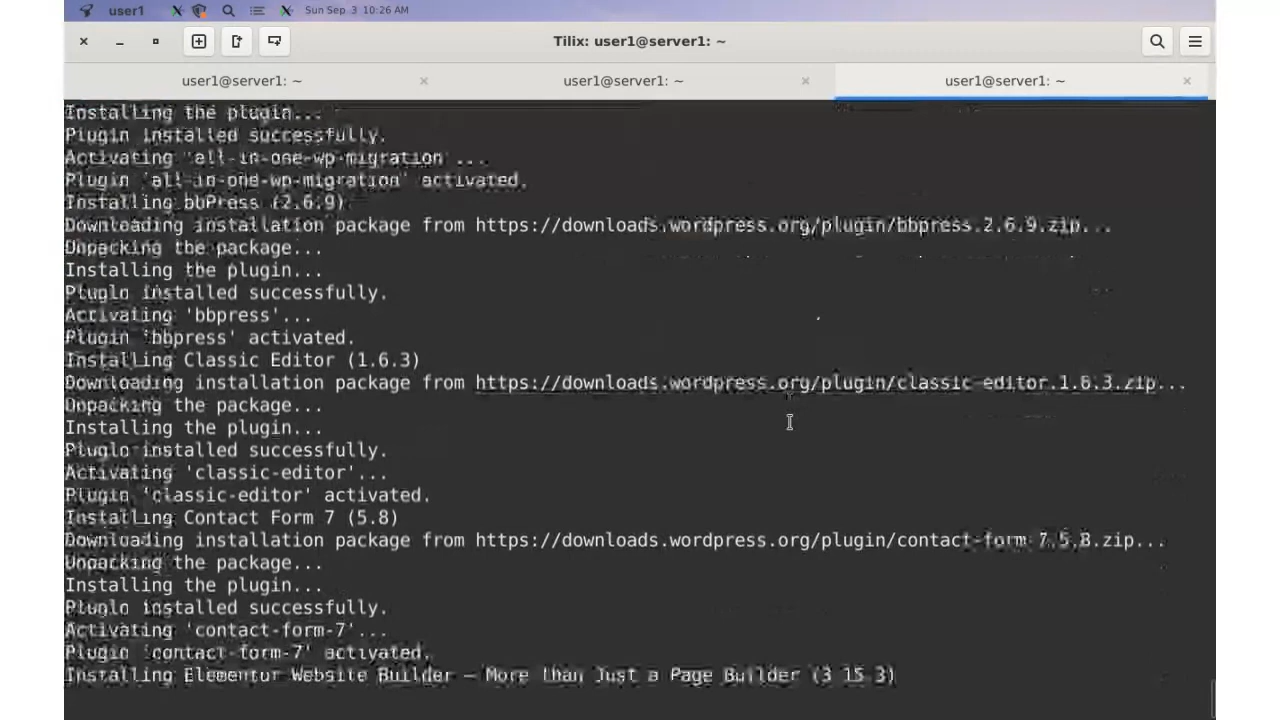 user1 Sun Sep 3 10:26 AM
Tilix: user1@server1: ~
user1@server1: ~ user1@server1: ~ user1@server1: ~
Installing the plugin...
Plugin installed successfully.
Activating 'all-in-one-wp-migration'...
Plugin 'all-in-one-wp-migration' activated.
Installing bbPress (2.6.9)
Downloading installation package from https://downloads.wordpress.org/plugin/bbpress.2.6.9.zip...
Unpacking the package...
Installing the plugin...
Plugin installed successfully.
Activating 'bbpress'...
Plugin 'bbpress' activated.
Installing Classic Editor (1.6.3)
Downloading installation package from https://downloads.wordpress.org/plugin/classic-editor.1.6.3.zip...
Unpacking the package...
Installing the plugin...
Plugin installed successfully.
Activating 'classic-editor'...
Plugin 'classic-editor' activated.
Installing Contact Form 7 (5.8)
Downloading installation package from https://downloads.wordpress.org/plugin/contact-form-7.5.8.zip...
Unpacking the package...
Installing the plugin...
Plugin installed successfully.
Activating 'contact-form-7'...
Plugin 'contact-form-7' activated.
Installing Elementor Website Builder – More than Just a Page Builder (3.15.3)